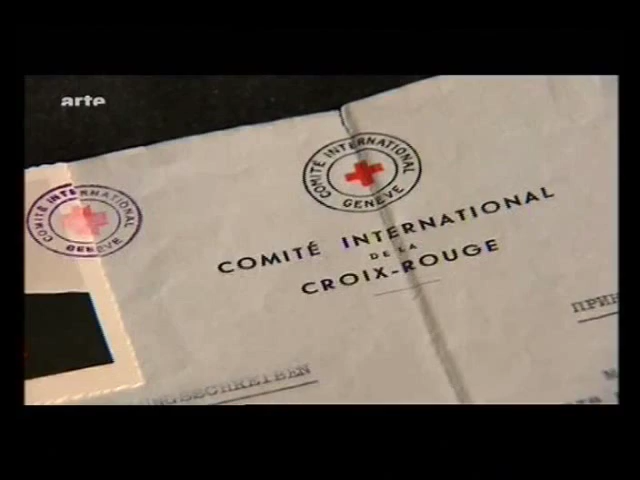 arte
COMITÉ INTERNATIONAL
GENÈVE
COMITÉ INTERNATIONAL
GENÈVE
COMITÉ INTERNATIONAL
DE LA
CROIX-ROUGE